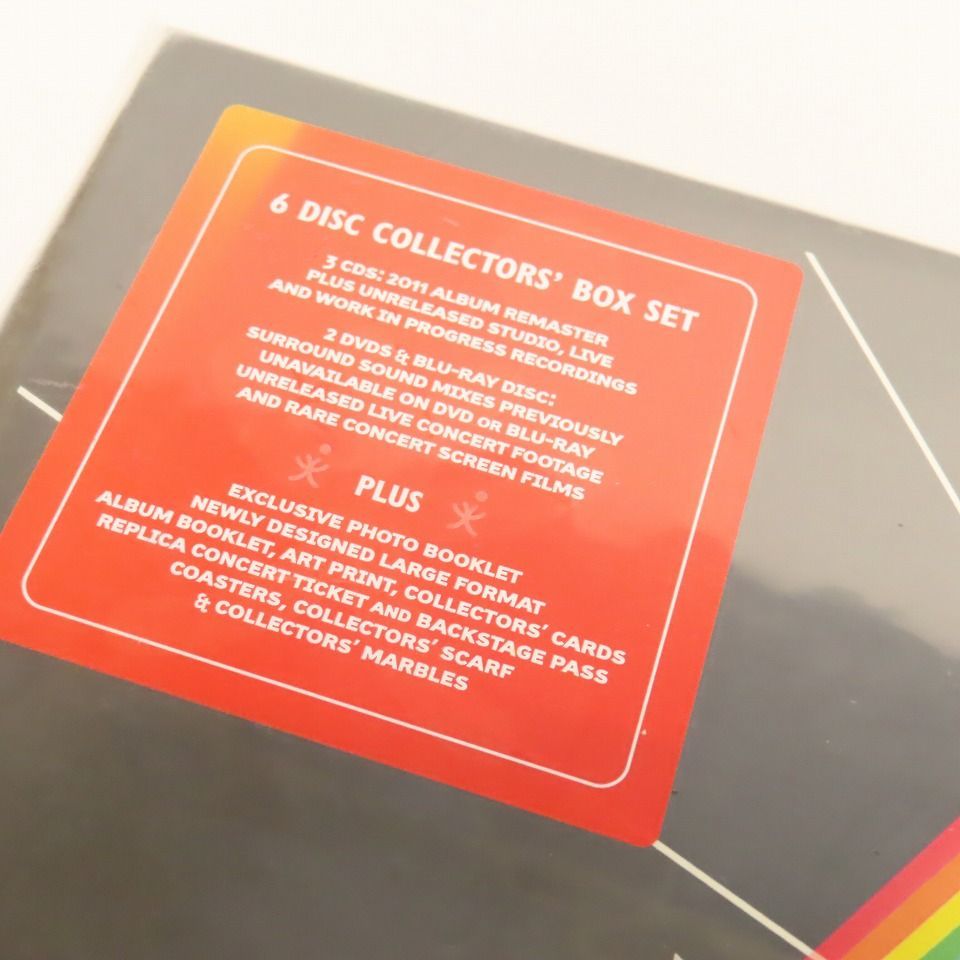 6 DISC COLLECTORS' BOX SET
3 CDS: 2011 ALBUM REMASTER
PLUS UNRELEASED STUDIO, LIVE
AND WORK IN PROGRESS RECORDINGS
2 DVDS & BLU-RAY DISC:
SURROUND SOUND MIXES PREVIOUSLY
UNAVAILABLE ON DVD OR BLU-RAY
UNRELEASED LIVE CONCERT FOOTAGE
AND RARE CONCERT SCREEN FILMS
PLUS
EXCLUSIVE PHOTO BOOKLET
NEWLY DESIGNED LARGE FORMAT
ALBUM BOOKLET, ART PRINT, COLLECTORS' CARDS
REPLICA CONCERT TICKET AND BACKSTAGE PASS
COASTERS, COLLECTORS' SCARF
& COLLECTORS' MARBLES